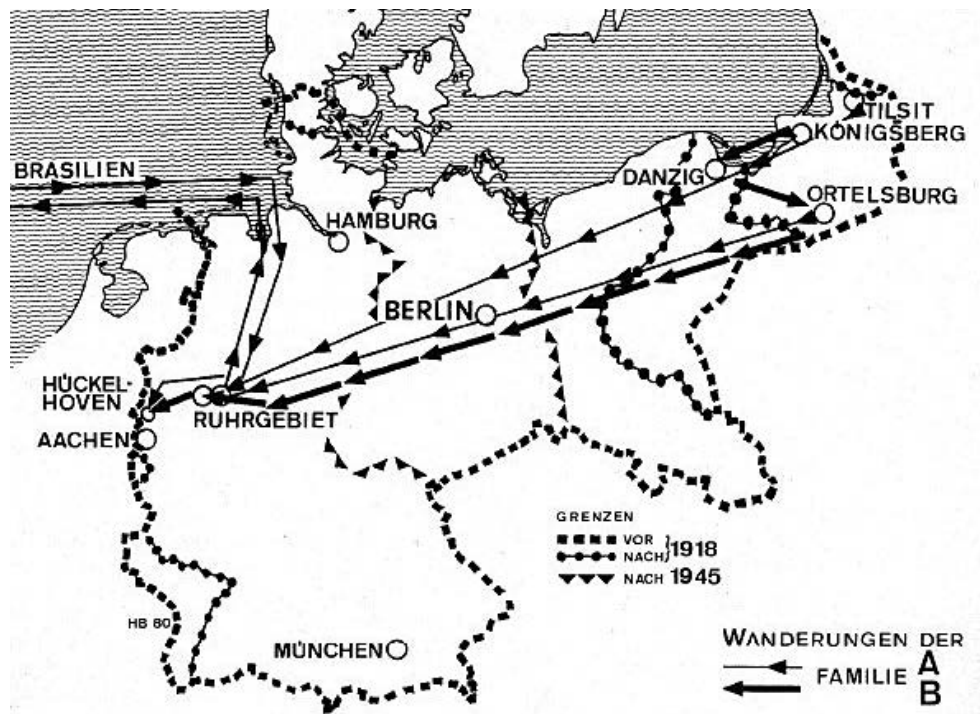 TILSIT
KÖNIGSBERG
BRASILIEN
DANZIG
ORTELSBURG
HAMBURG
BERLIN
HÜCKEL-
HOVEN
RUHRGEBIET
AACHEN
GRENZEN
VOR
NACH
1918
NACH 1945
HB 80
MÜNCHEN
WANDERUNGEN DER
FAMILIE
A
B